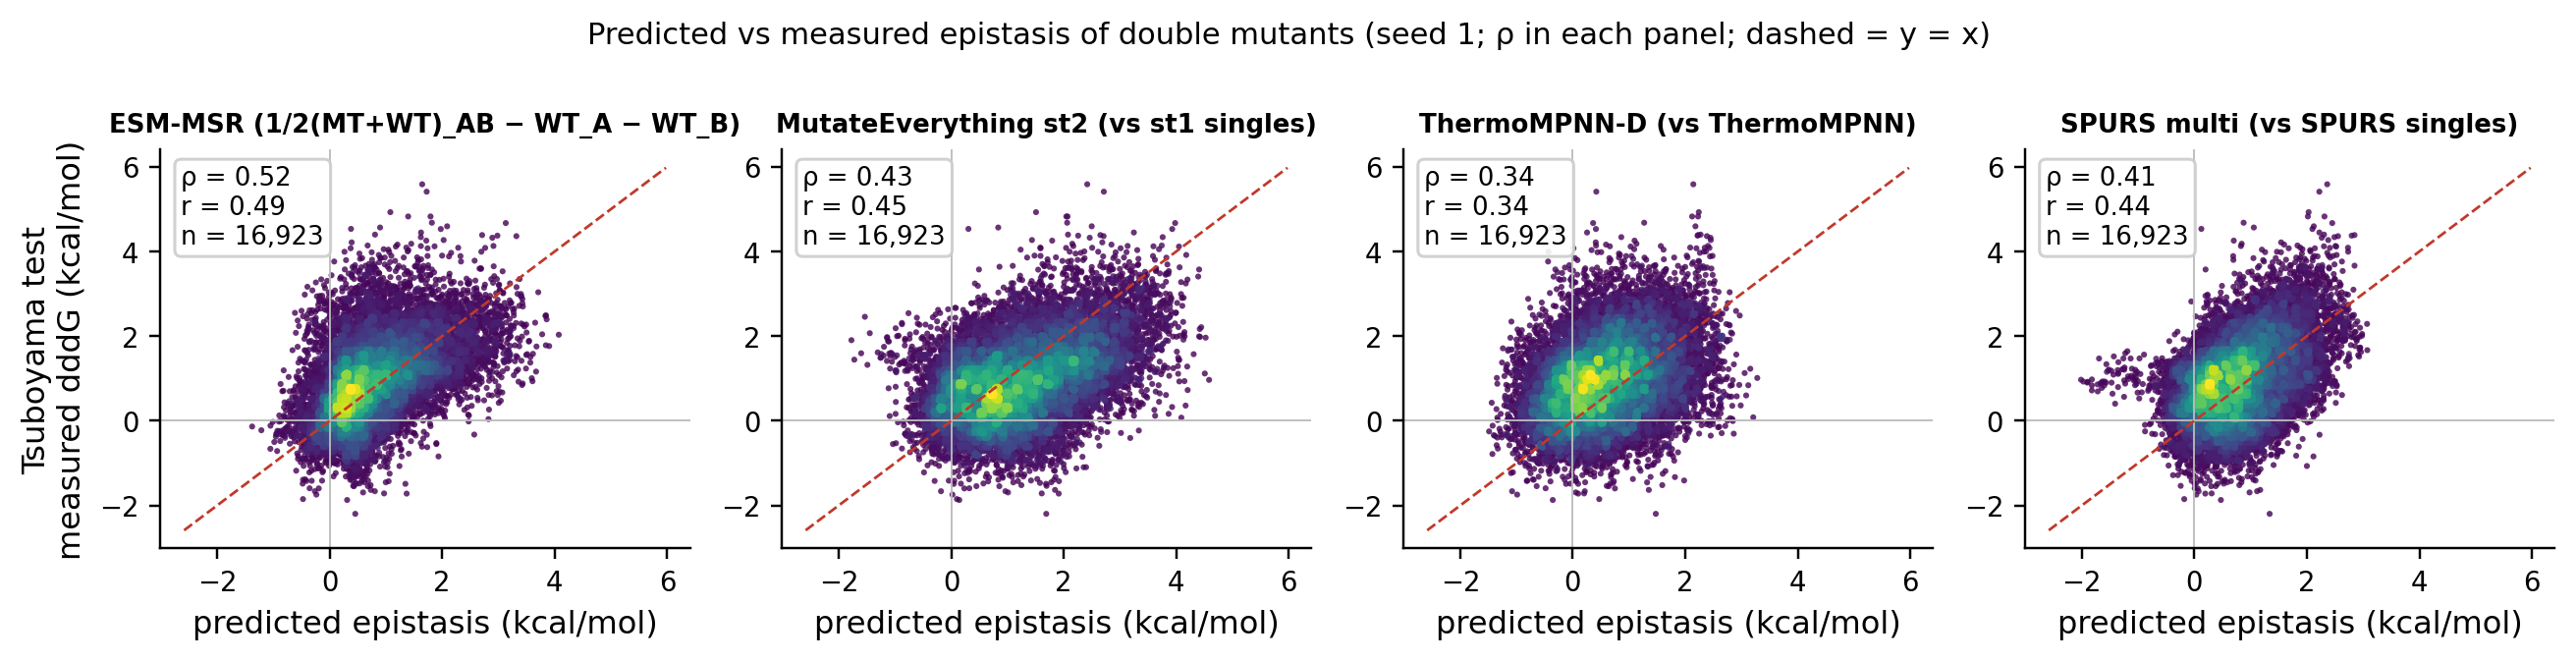 Predicted vs measured epistasis of double mutants (seed 1; ρ in each panel; dashed = y = x)
ESM-MSR (1/2(MT+WT)_AB − WT_A − WT_B)
MutateEverything st2 (vs st1 singles)
ThermoMPNN-D (vs ThermoMPNN)
SPURS multi (vs SPURS singles)
Tsuboyama test
measured dddG (kcal/mol)
6
4
2
0
−2
ρ = 0.52
r = 0.49
n = 16,923
−2 0 2 4 6
predicted epistasis (kcal/mol)
6
4
2
0
−2
ρ = 0.43
r = 0.45
n = 16,923
−2 0 2 4 6
predicted epistasis (kcal/mol)
6
4
2
0
−2
ρ = 0.34
r = 0.34
n = 16,923
−2 0 2 4 6
predicted epistasis (kcal/mol)
6
4
2
0
−2
ρ = 0.41
r = 0.44
n = 16,923
−2 0 2 4 6
predicted epistasis (kcal/mol)